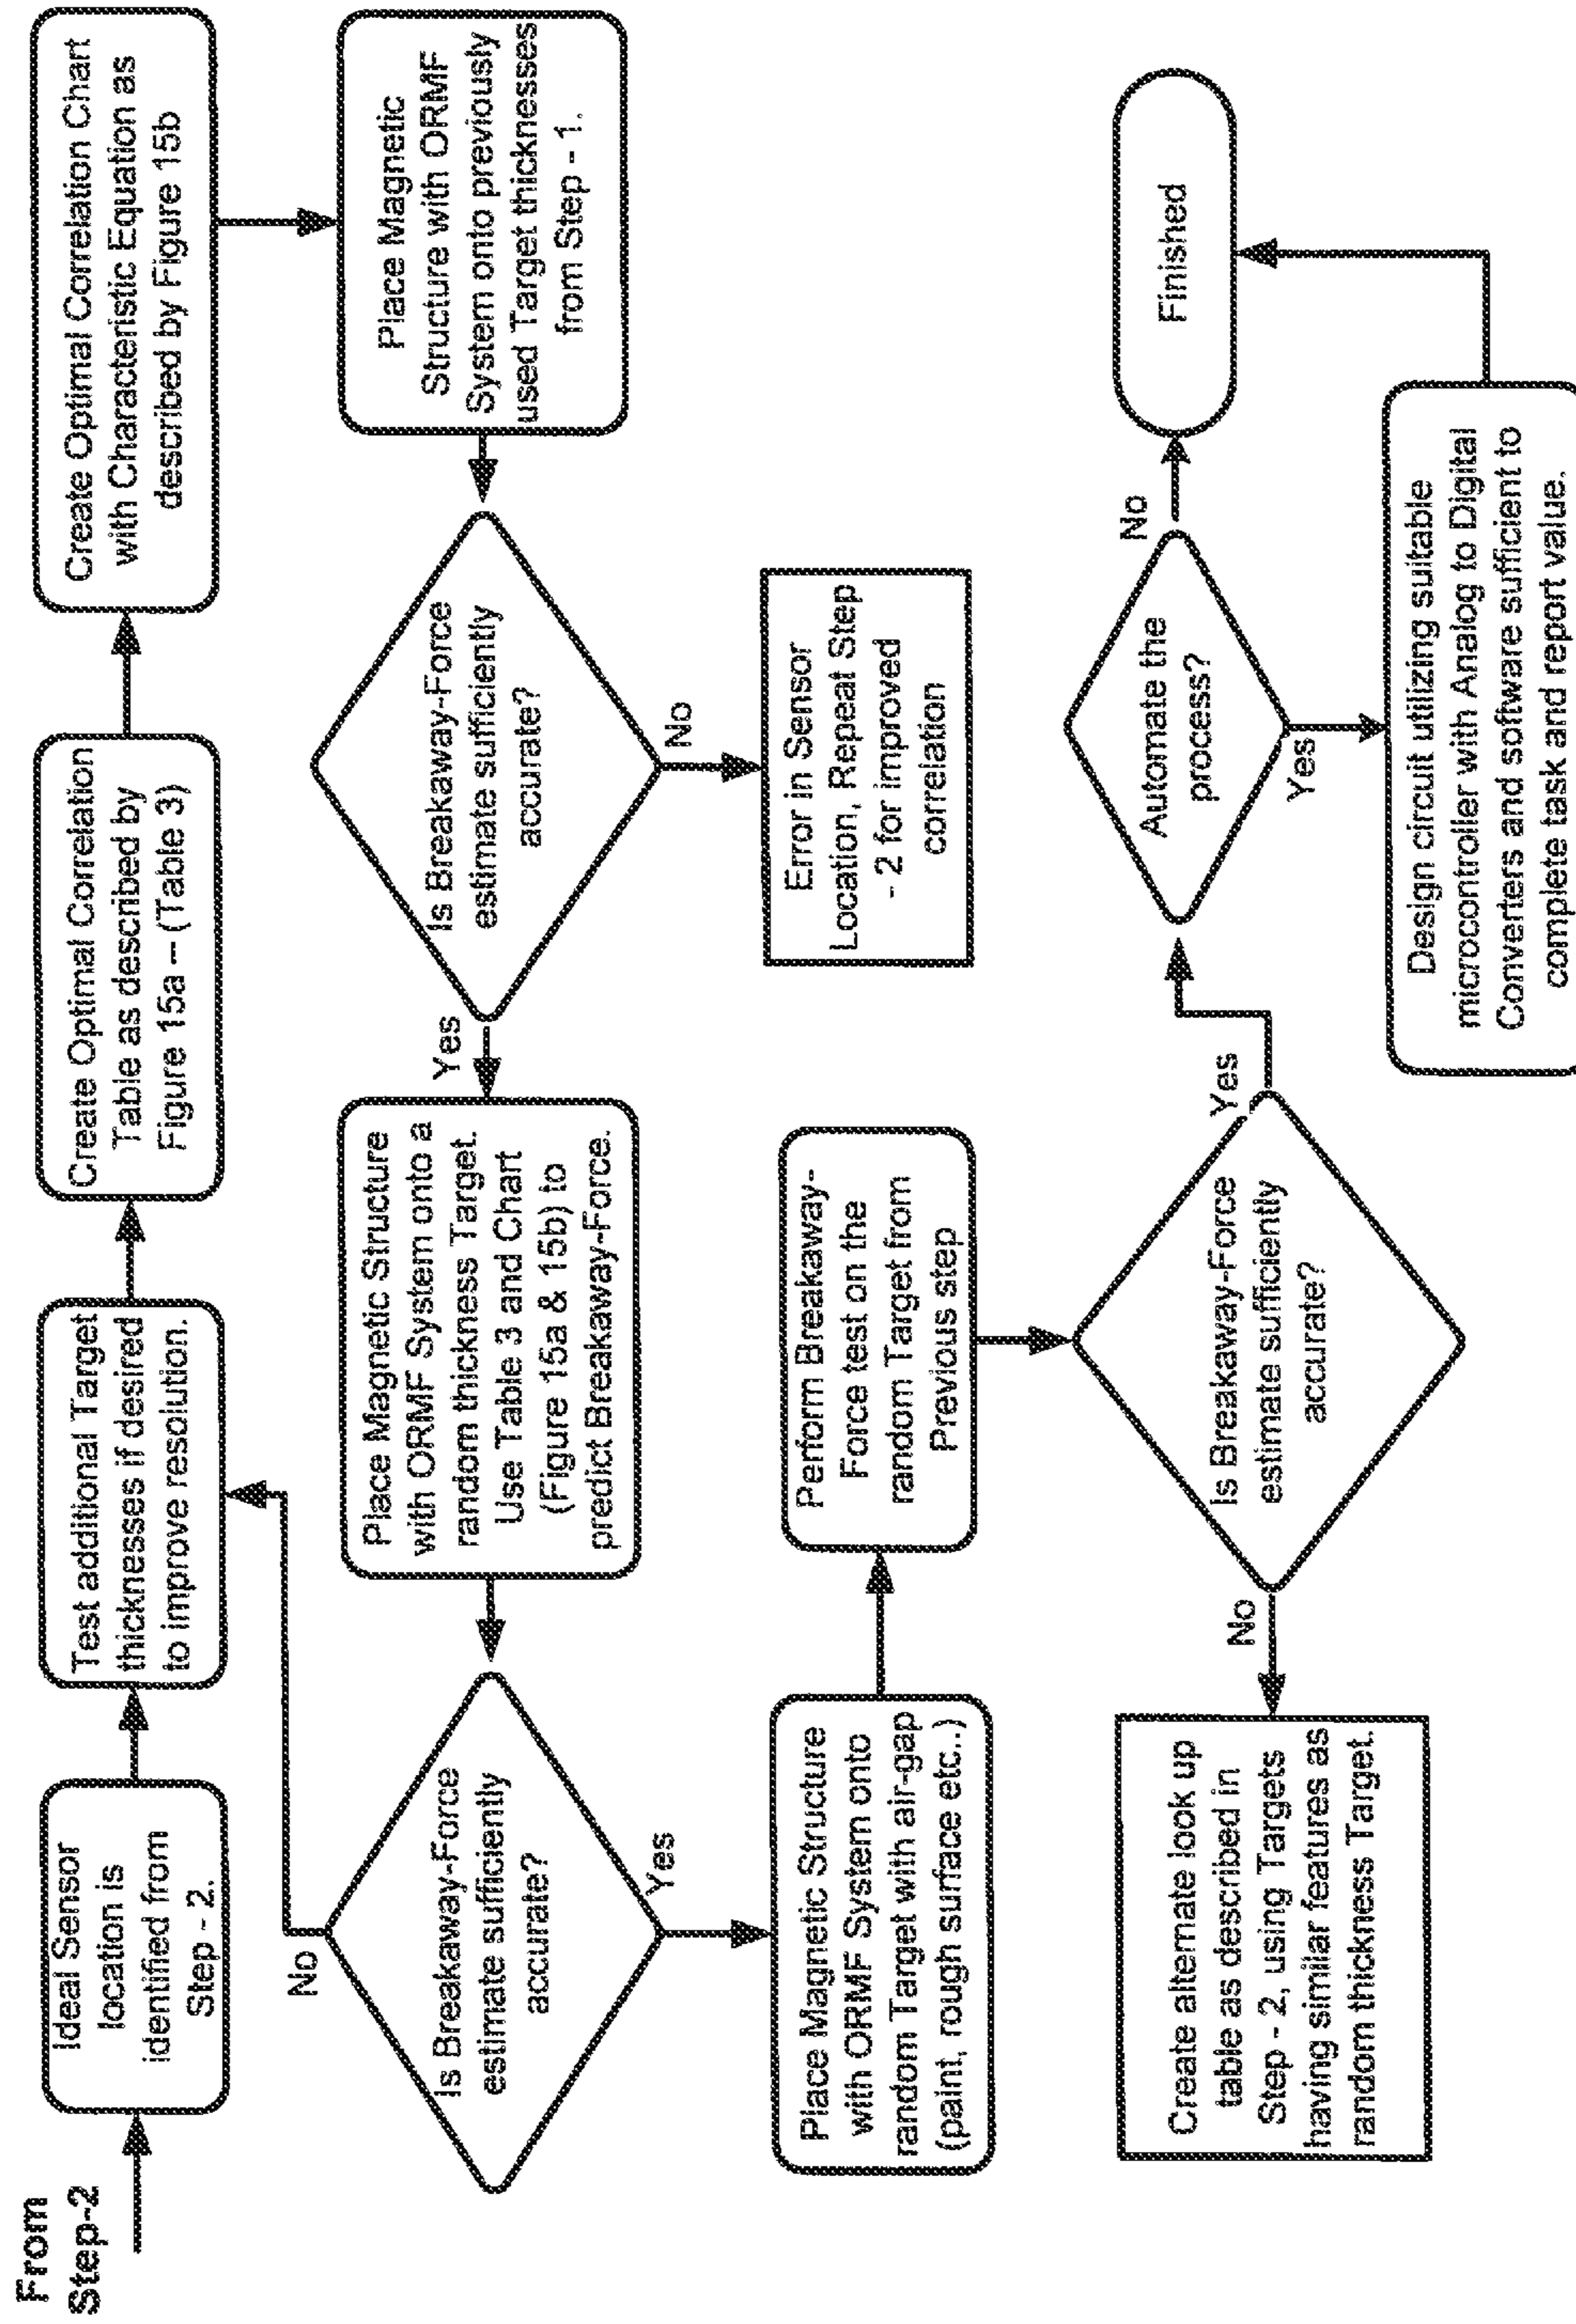 From
Step-2
Ideal Sensor
location is
identified from
Step - 2.
Test additional Target
thicknesses if desired
to improve resolution.
Create Optimal Correlation
Table as described by
Figure 15a -- (Table 3)
Create Optimal Correlation Chart
with Characteristic Equation as
described by Figure 15b
Place Magnetic
Structure with ORMF
System onto previously
used Target thicknesses
from Step - 1.
Is Breakaway-Force
estimate sufficiently
accurate?
No
Error in Sensor
Location, Repeat Step
- 2 for improved
correlation
Yes
Place Magnetic Structure
with ORMF System onto a
random thickness Target.
Use Table 3 and Chart
(Figure 15a & 15b) to
predict Breakaway-Force.
Is Breakaway-Force
estimate sufficiently
accurate?
No
Yes
Place Magnetic Structure
with ORMF System onto
random Target with air-gap
(paint, rough surface etc..)
Perform Breakaway-
Force test on the
random Target from
Previous step
Is Breakaway-Force
estimate sufficiently
accurate?
No
Create alternate look up
table as described in
Step - 2, using Targets
having similar features as
random thickness Target.
Yes
Automate the
process?
No
Yes
Design circuit utilizing suitable
microcontroller with Analog to Digital
Converters and software sufficient to
complete task and report value.
Finished